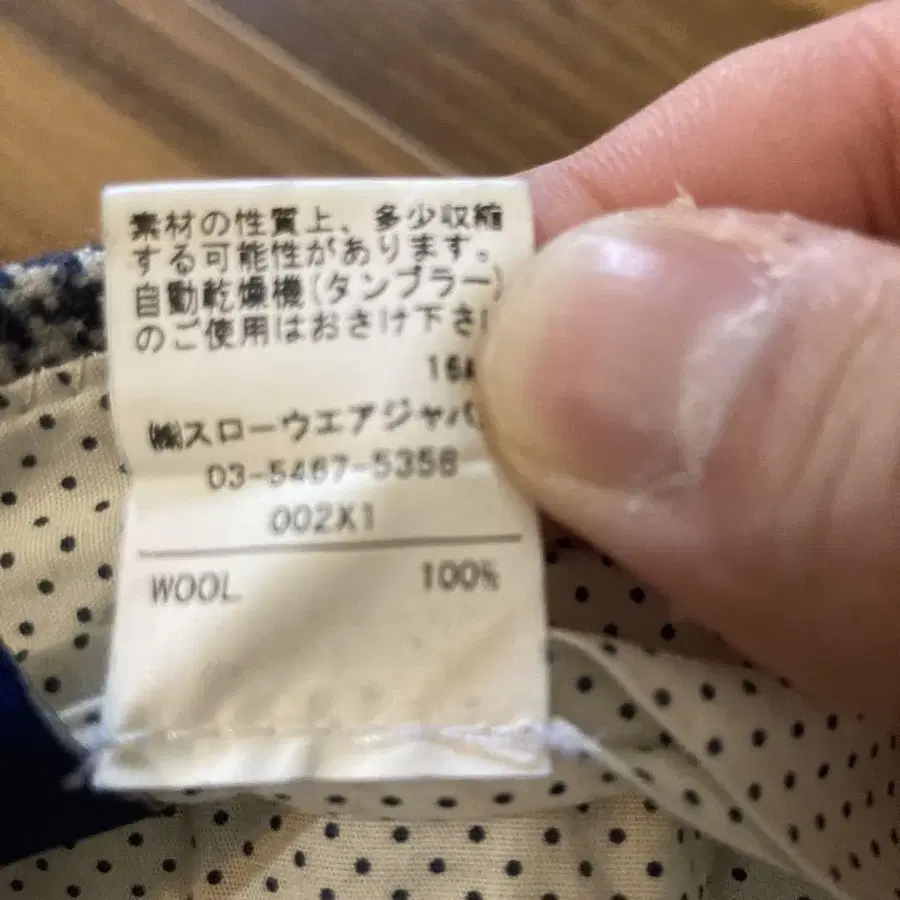 素材の性質上、多少収縮
する可能性があります。
自動乾燥機(タンブラー)
のご使用はおさけ下さ
16
㈱スローウエアジャパ
03-5467-5358
002X1
WOOL 100%